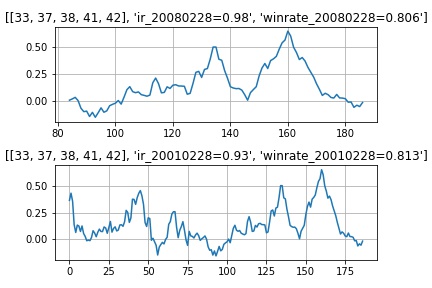 [[33, 37, 38, 41, 42], 'ir_20080228=0.98', 'winrate_20080228=0.806']
0.50
0.25
0.00
80 100 120 140 160 180
[[33, 37, 38, 41, 42], 'ir_20010228=0.93', 'winrate_20010228=0.813']
0.50
0.25
0.00
0 25 50 75 100 125 150 175